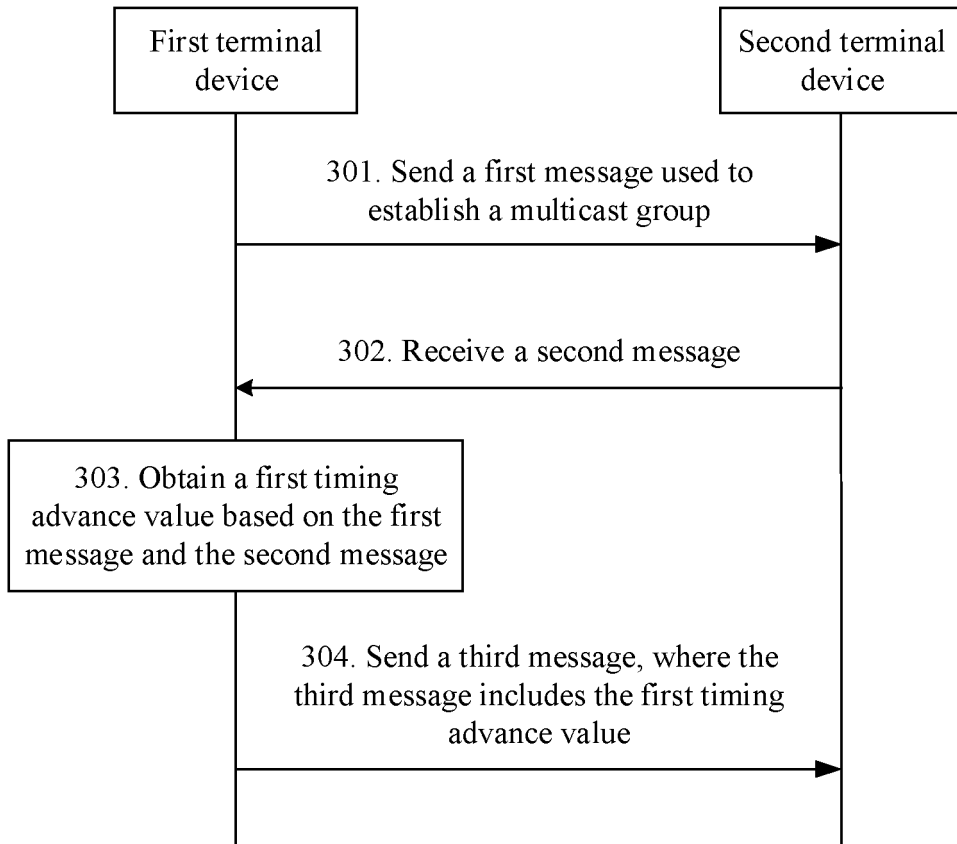 First terminal
device
Second terminal
device
301. Send a first message used to
establish a multicast group
302. Receive a second message
303. Obtain a first timing
advance value based on the first
message and the second message
304. Send a third message, where the
third message includes the first timing
advance value